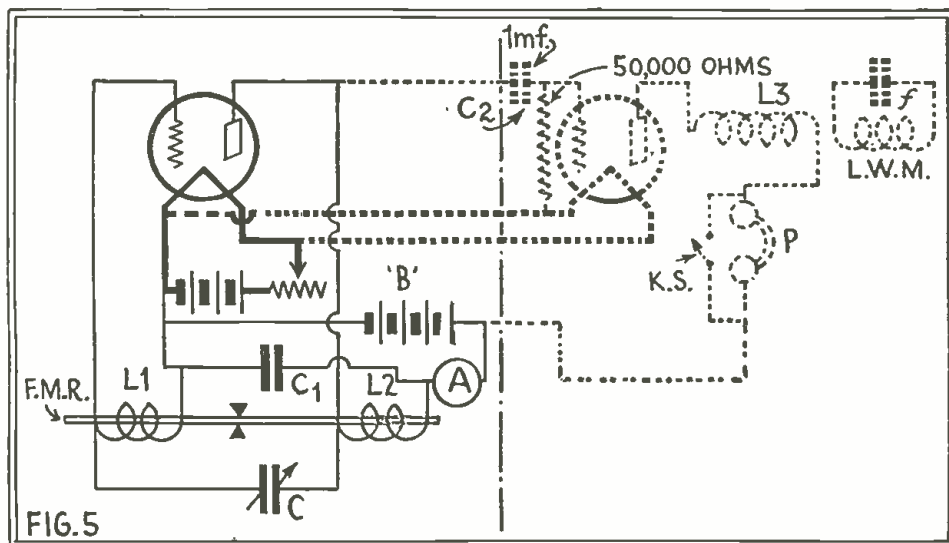 1mf.
50,000 OHMS
C2
L3
f
L.W.M.
P
K.S.
'B'
L1
C1
L2
A
F.M.R.
C
FIG.5